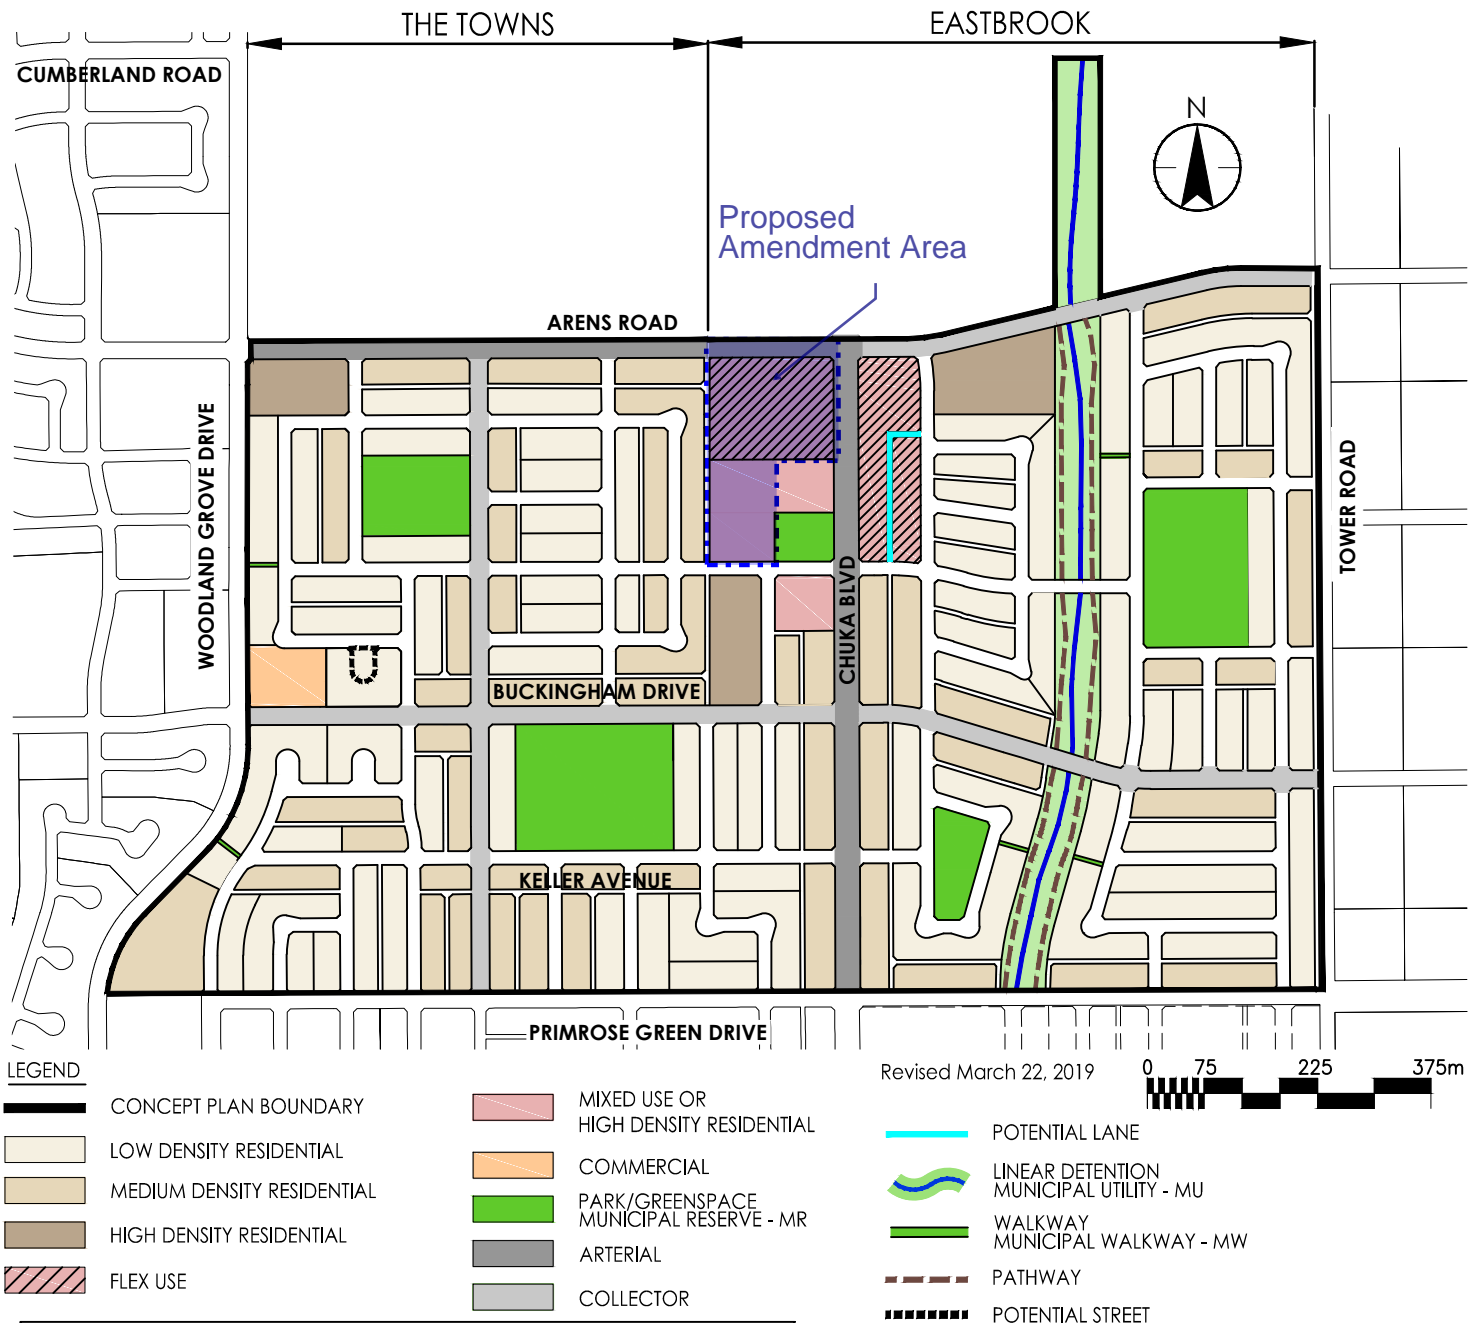 THE TOWNS
EASTBROOK
CUMBERLAND ROAD
N
Proposed
Amendment Area
ARENS ROAD
WOODLAND GROVE DRIVE
TOWER ROAD
CHUKA BLVD
BUCKINGHAM DRIVE
KELLER AVENUE
PRIMROSE GREEN DRIVE
LEGEND
CONCEPT PLAN BOUNDARY
LOW DENSITY RESIDENTIAL
MEDIUM DENSITY RESIDENTIAL
HIGH DENSITY RESIDENTIAL
FLEX USE
MIXED USE OR
HIGH DENSITY RESIDENTIAL
COMMERCIAL
PARK/GREENSPACE
MUNICIPAL RESERVE - MR
ARTERIAL
COLLECTOR
Revised March 22, 2019
0 75 225 375m
POTENTIAL LANE
LINEAR DETENTION
MUNICIPAL UTILITY - MU
WALKWAY
MUNICIPAL WALKWAY - MW
PATHWAY
POTENTIAL STREET